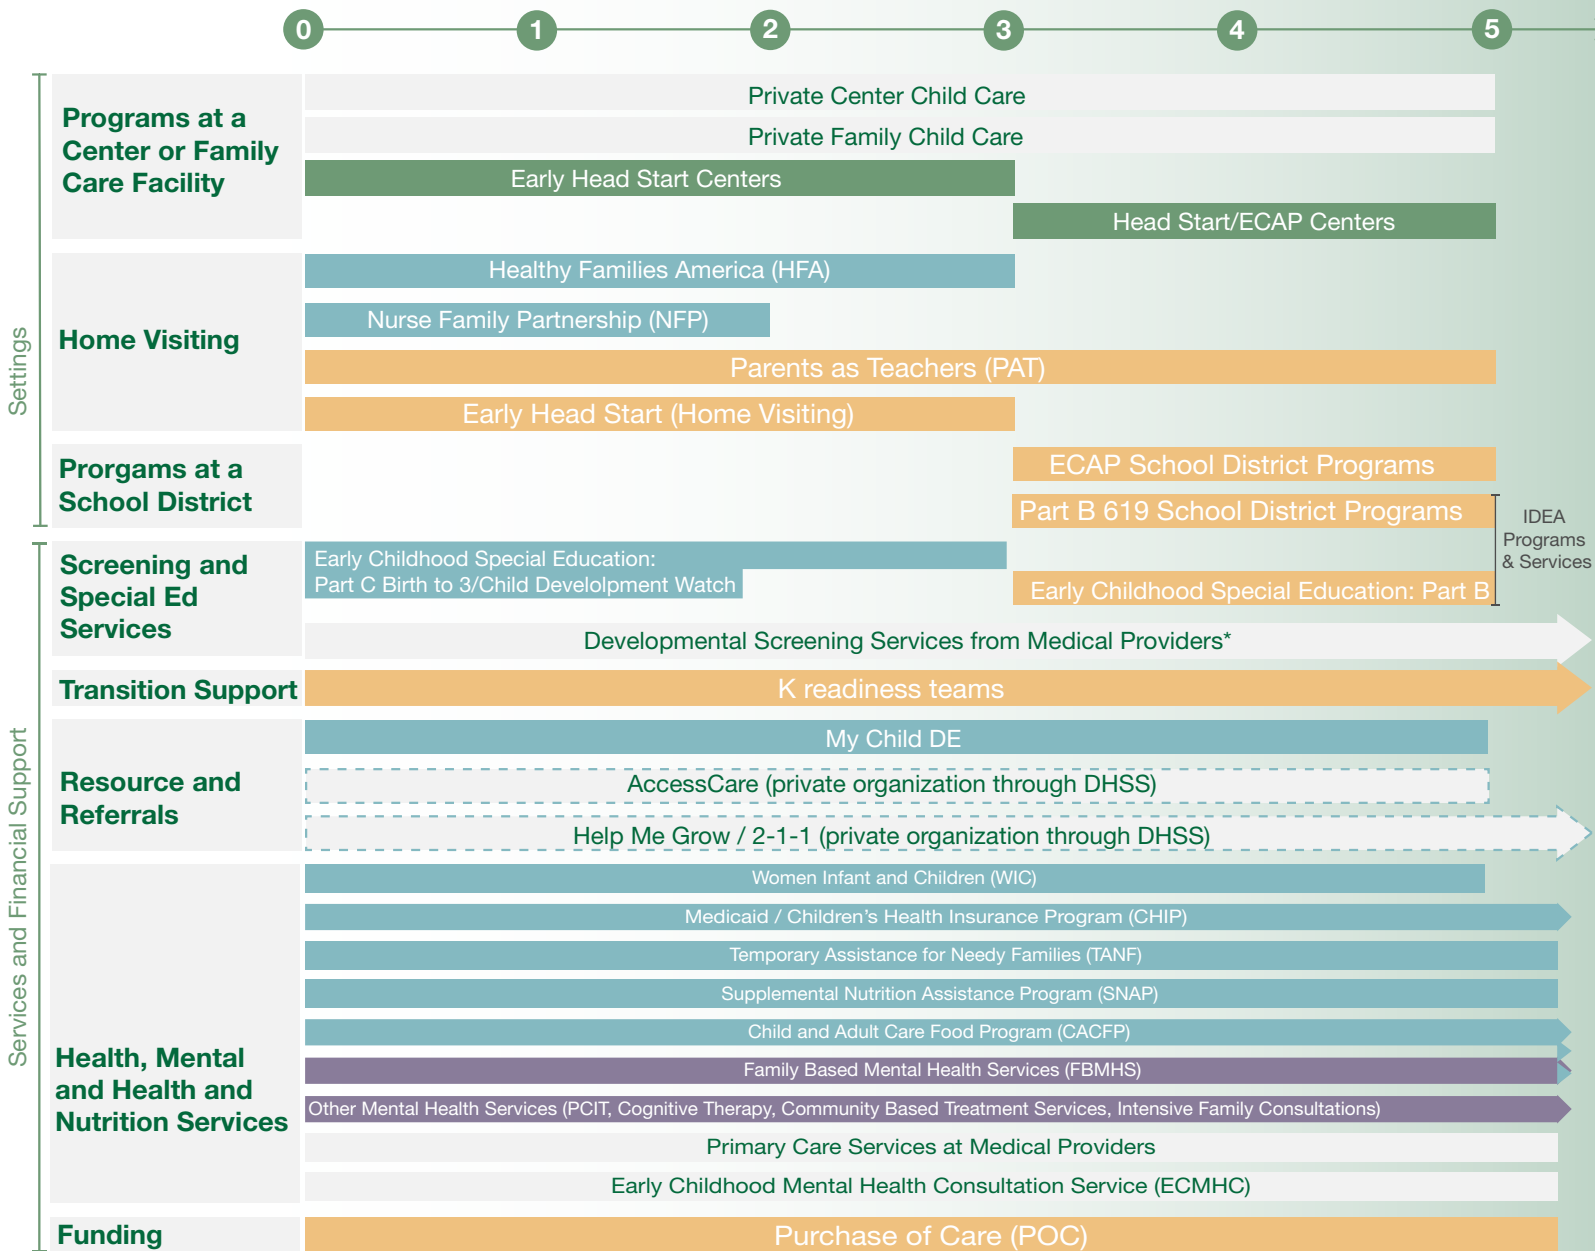 0 1 2 3 4 5
Settings
Programs at a
Center or Family
Care Facility
Private Center Child Care
Private Family Child Care
Early Head Start Centers
Head Start/ECAP Centers
Home Visiting
Healthy Families America (HFA)
Nurse Family Partnership (NFP)
Parents as Teachers (PAT)
Early Head Start (Home Visiting)
Prorgams at a
School District
ECAP School District Programs
Part B 619 School District Programs
IDEA
Programs
& Services
Services and Financial Support
Screening and
Special Ed
Services
Early Childhood Special Education:
Part C Birth to 3/Child Develolpment Watch
Early Childhood Special Education: Part B
Developmental Screening Services from Medical Providers*
Transition Support
K readiness teams
Resource and
Referrals
My Child DE
AccessCare (private organization through DHSS)
Help Me Grow / 2-1-1 (private organization through DHSS)
Health, Mental
and Health and
Nutrition Services
Women Infant and Children (WIC)
Medicaid / Children's Health Insurance Program (CHIP)
Temporary Assistance for Needy Families (TANF)
Supplemental Nutrition Assistance Program (SNAP)
Child and Adult Care Food Program (CACFP)
Family Based Mental Health Services (FBMHS)
Other Mental Health Services (PCIT, Cognitive Therapy, Community Based Treatment Services, Intensive Family Consultations)
Primary Care Services at Medical Providers
Early Childhood Mental Health Consultation Service (ECMHC)
Funding
Purchase of Care (POC)